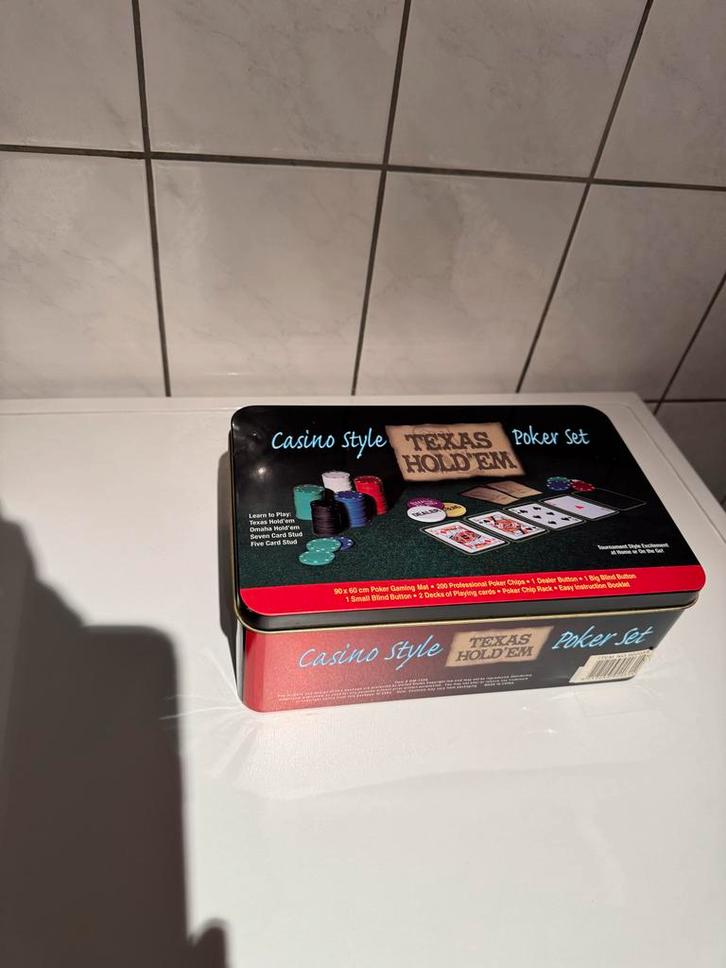 Casino Style TEXAS HOLD'EM Poker Set
Learn to Play:
Texas Hold'em
Omaha Hold'em
Seven Card Stud
Five Card Stud
DEALER
Tournament Style Excitement
at Home or On the Go!
90 x 60 cm Poker Gaming Mat • 200 Professional Poker Chips • 1 Dealer Button • 1 Big Blind Button
1 Small Blind Button • 2 Decks of Playing cards • Poker Chip Rack • Easy Instruction Booklet
Casino Style TEXAS HOLD'EM Poker Set
MADE IN CHINA